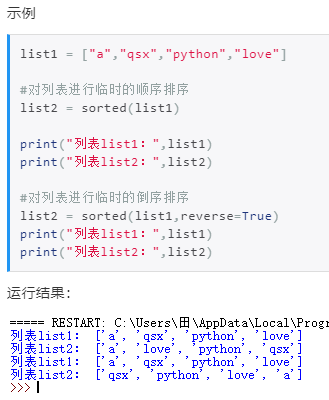 示例
list1 = ["a","qsx","python","love"]
#对列表进行临时的顺序排序
list2 = sorted(list1)
print("列表list1：",list1)
print("列表list2：",list2)
#对列表进行临时的倒序排序
list2 = sorted(list1,reverse=True)
print("列表list1：",list1)
print("列表list2：",list2)
运行结果：
===== RESTART: C:\Users\田\AppData\Local\Progr
列表list1： ['a', 'qsx', 'python', 'love']
列表list2： ['a', 'love', 'python', 'qsx']
列表list1： ['a', 'qsx', 'python', 'love']
列表list2： ['qsx', 'python', 'love', 'a']
>>>